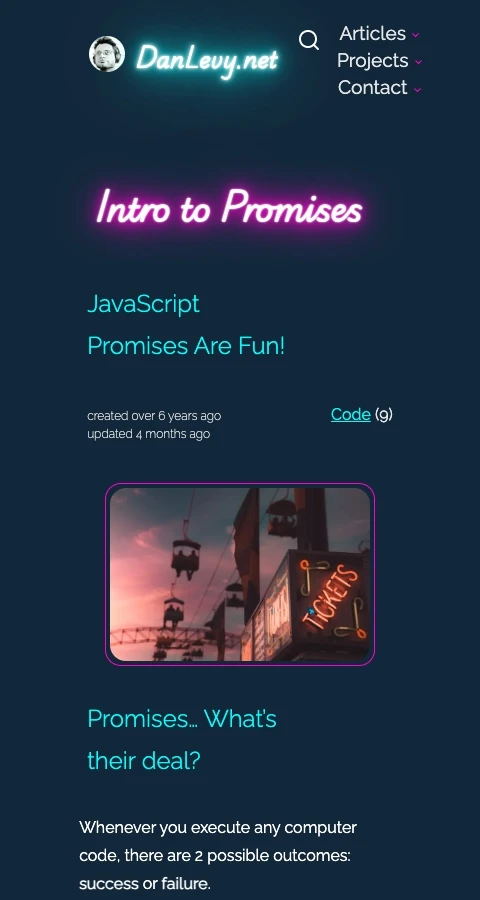 DanLevy.net
Articles
Projects
Contact
Intro to Promises
JavaScript
Promises Are Fun!
created over 6 years ago
updated 4 months ago
Code (9)
TICKETS
Promises… What's
their deal?
Whenever you execute any computer
code, there are 2 possible outcomes:
success or failure.